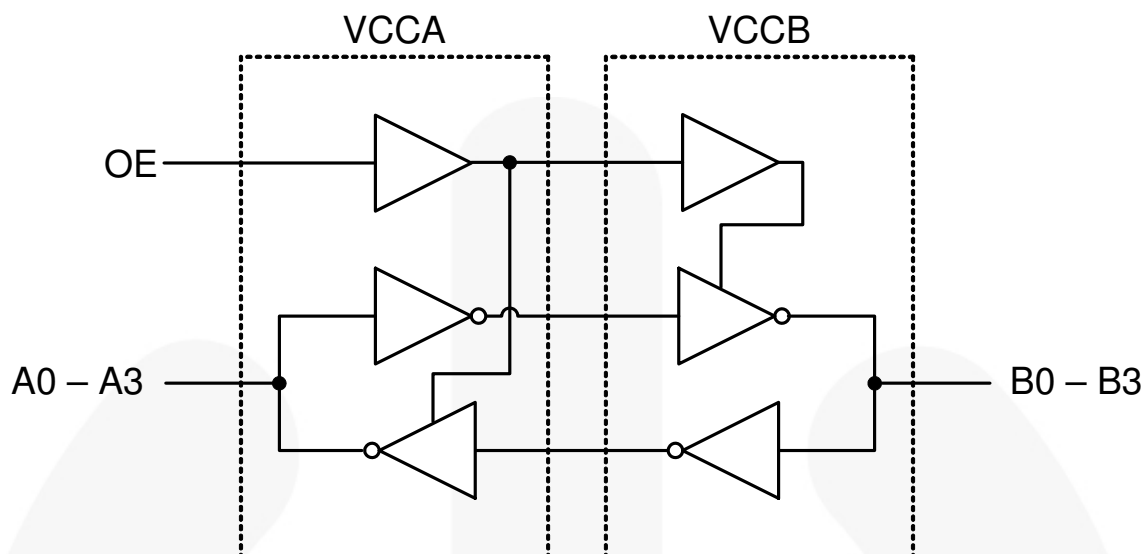 VCCA
VCCB
OE
A0 – A3
B0 – B3